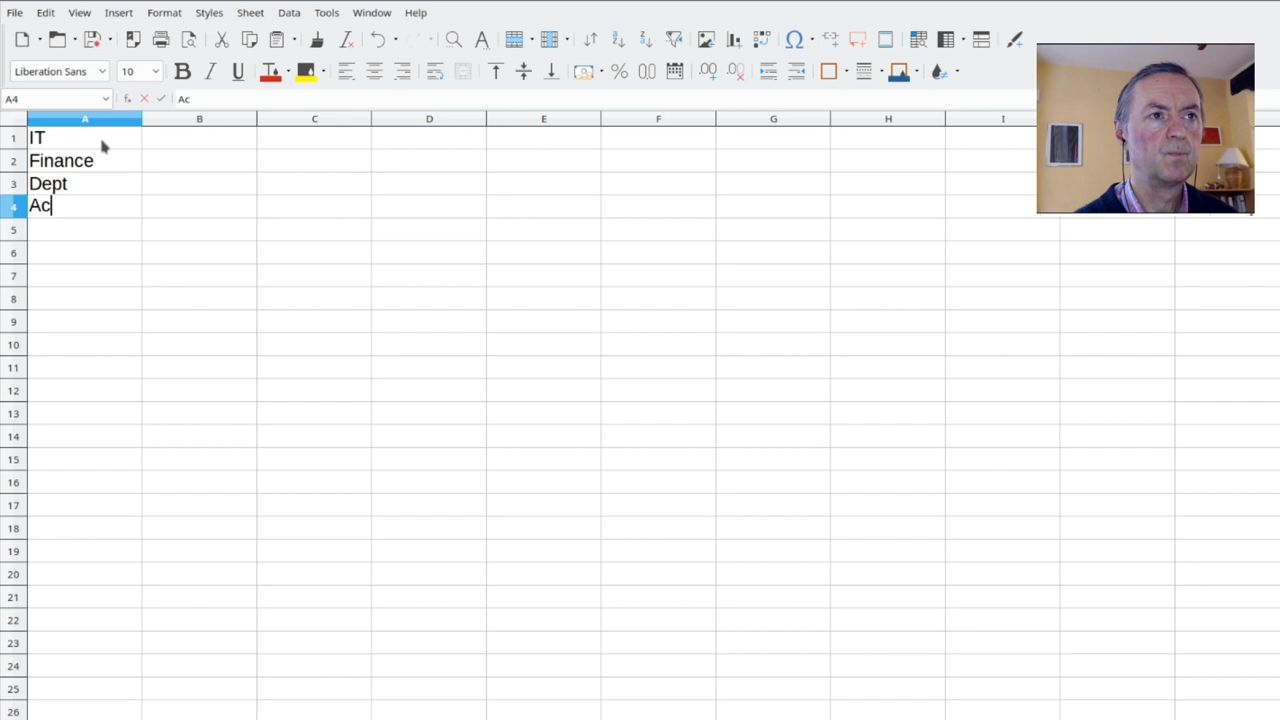 File Edit View Insert Format Styles Sheet Data Tools Window Help
Liberation Sans 10
A4 Ac
A B C D E F G H I
1 IT
2 Finance
3 Dept
4 Ac
5
6
7
8
9
10
11
12
13
14
15
16
17
18
19
20
21
22
23
24
25
26